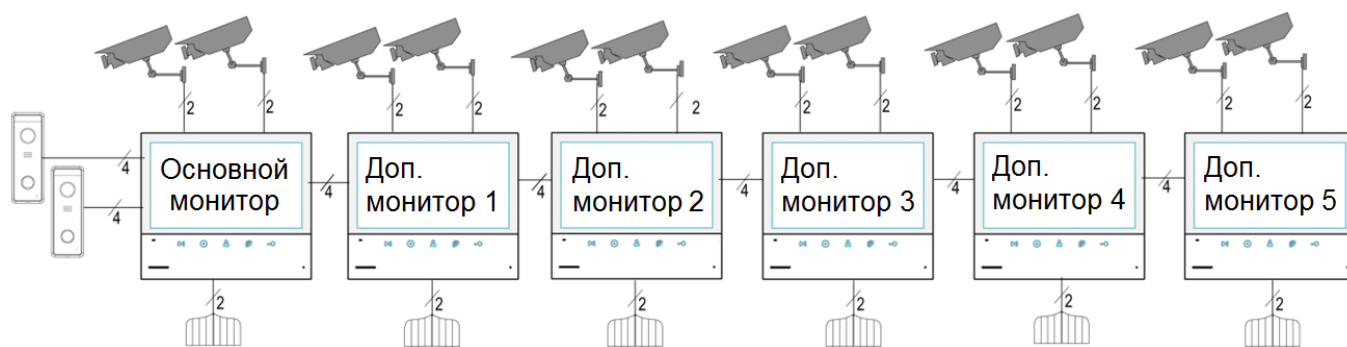 2 2 2 2 2 2 2 2 2 2 2 2
4
Основной монитор
Доп. монитор 1
Доп. монитор 2
Доп. монитор 3
Доп. монитор 4
Доп. монитор 5
4 4 4 4 4
4
2 2 2 2 2 2